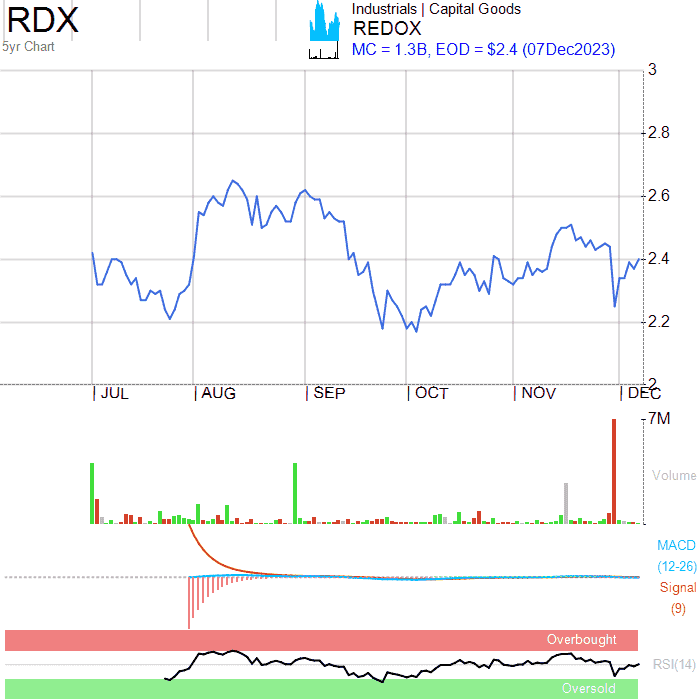 RDX
5yr Chart
Industrials | Capital Goods
REDOX
MC = 1.3B, EOD = $2.4 (07Dec2023)
3
2.8
2.6
2.4
2.2
2
JUL AUG SEP OCT NOV DEC
7M
Volume
MACD
(12-26)
Signal
(9)
Overbought
RSI(14)
Oversold